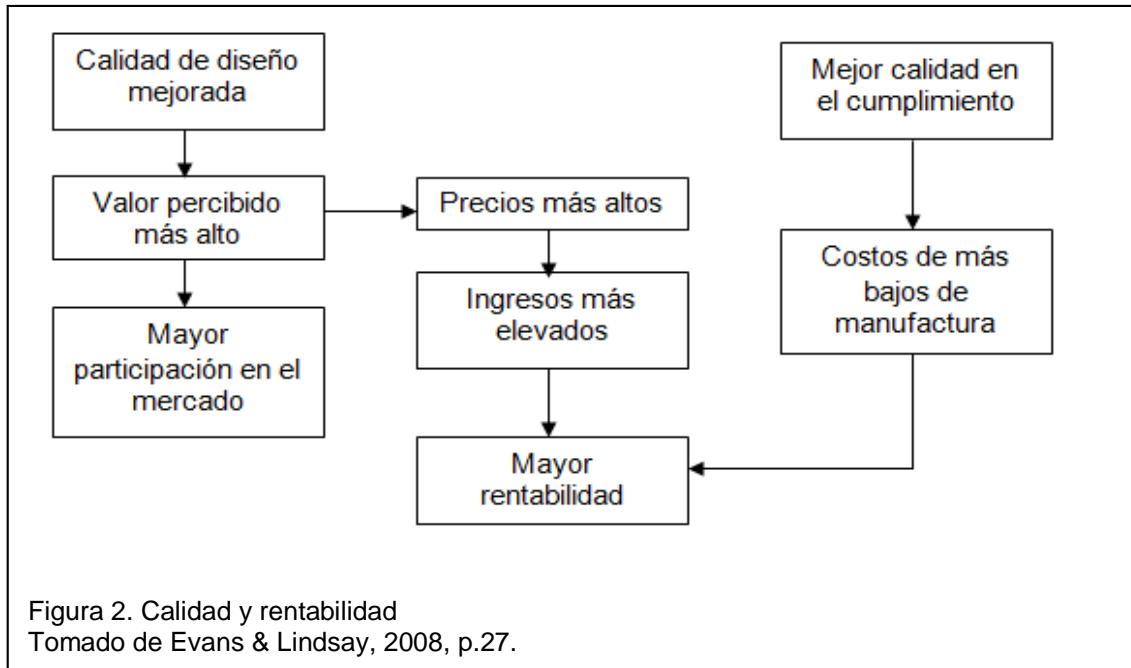 Calidad de diseño
mejorada
Valor percibido
más alto
Mayor
participación en el
mercado
Precios más altos
Ingresos más
elevados
Mayor
rentabilidad
Mejor calidad en
el cumplimiento
Costos de más
bajos de
manufactura
Figura 2. Calidad y rentabilidad
Tomado de Evans & Lindsay, 2008, p.27.